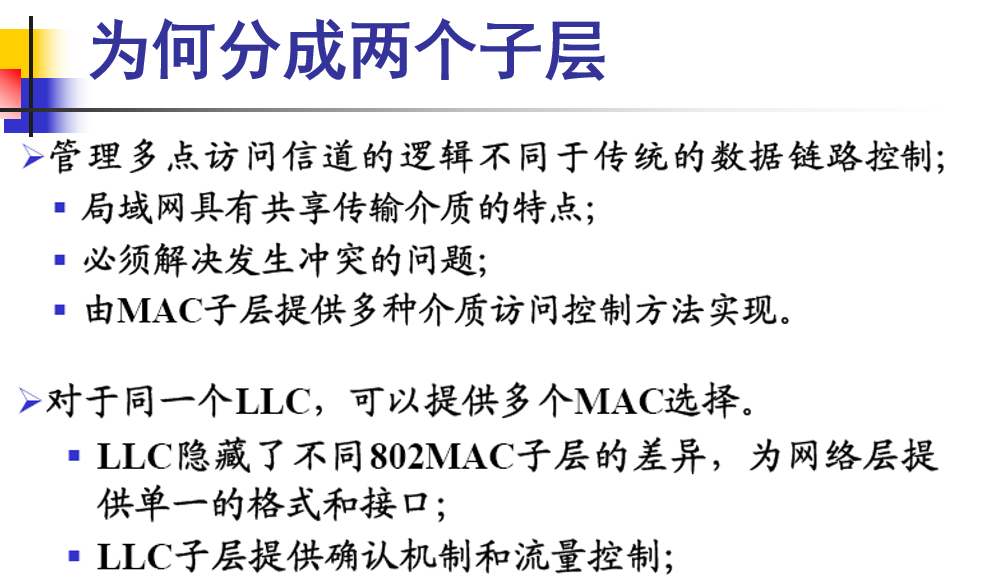 为何分成两个子层
管理多点访问信道的逻辑不同于传统的数据链路控制;
局域网具有共享传输介质的特点;
必须解决发生冲突的问题;
由MAC子层提供多种介质访问控制方法实现。
对于同一个LLC，可以提供多个MAC选择。
LLC隐藏了不同802MAC子层的差异，为网络层提
供单一的格式和接口;
LLC子层提供确认机制和流量控制;